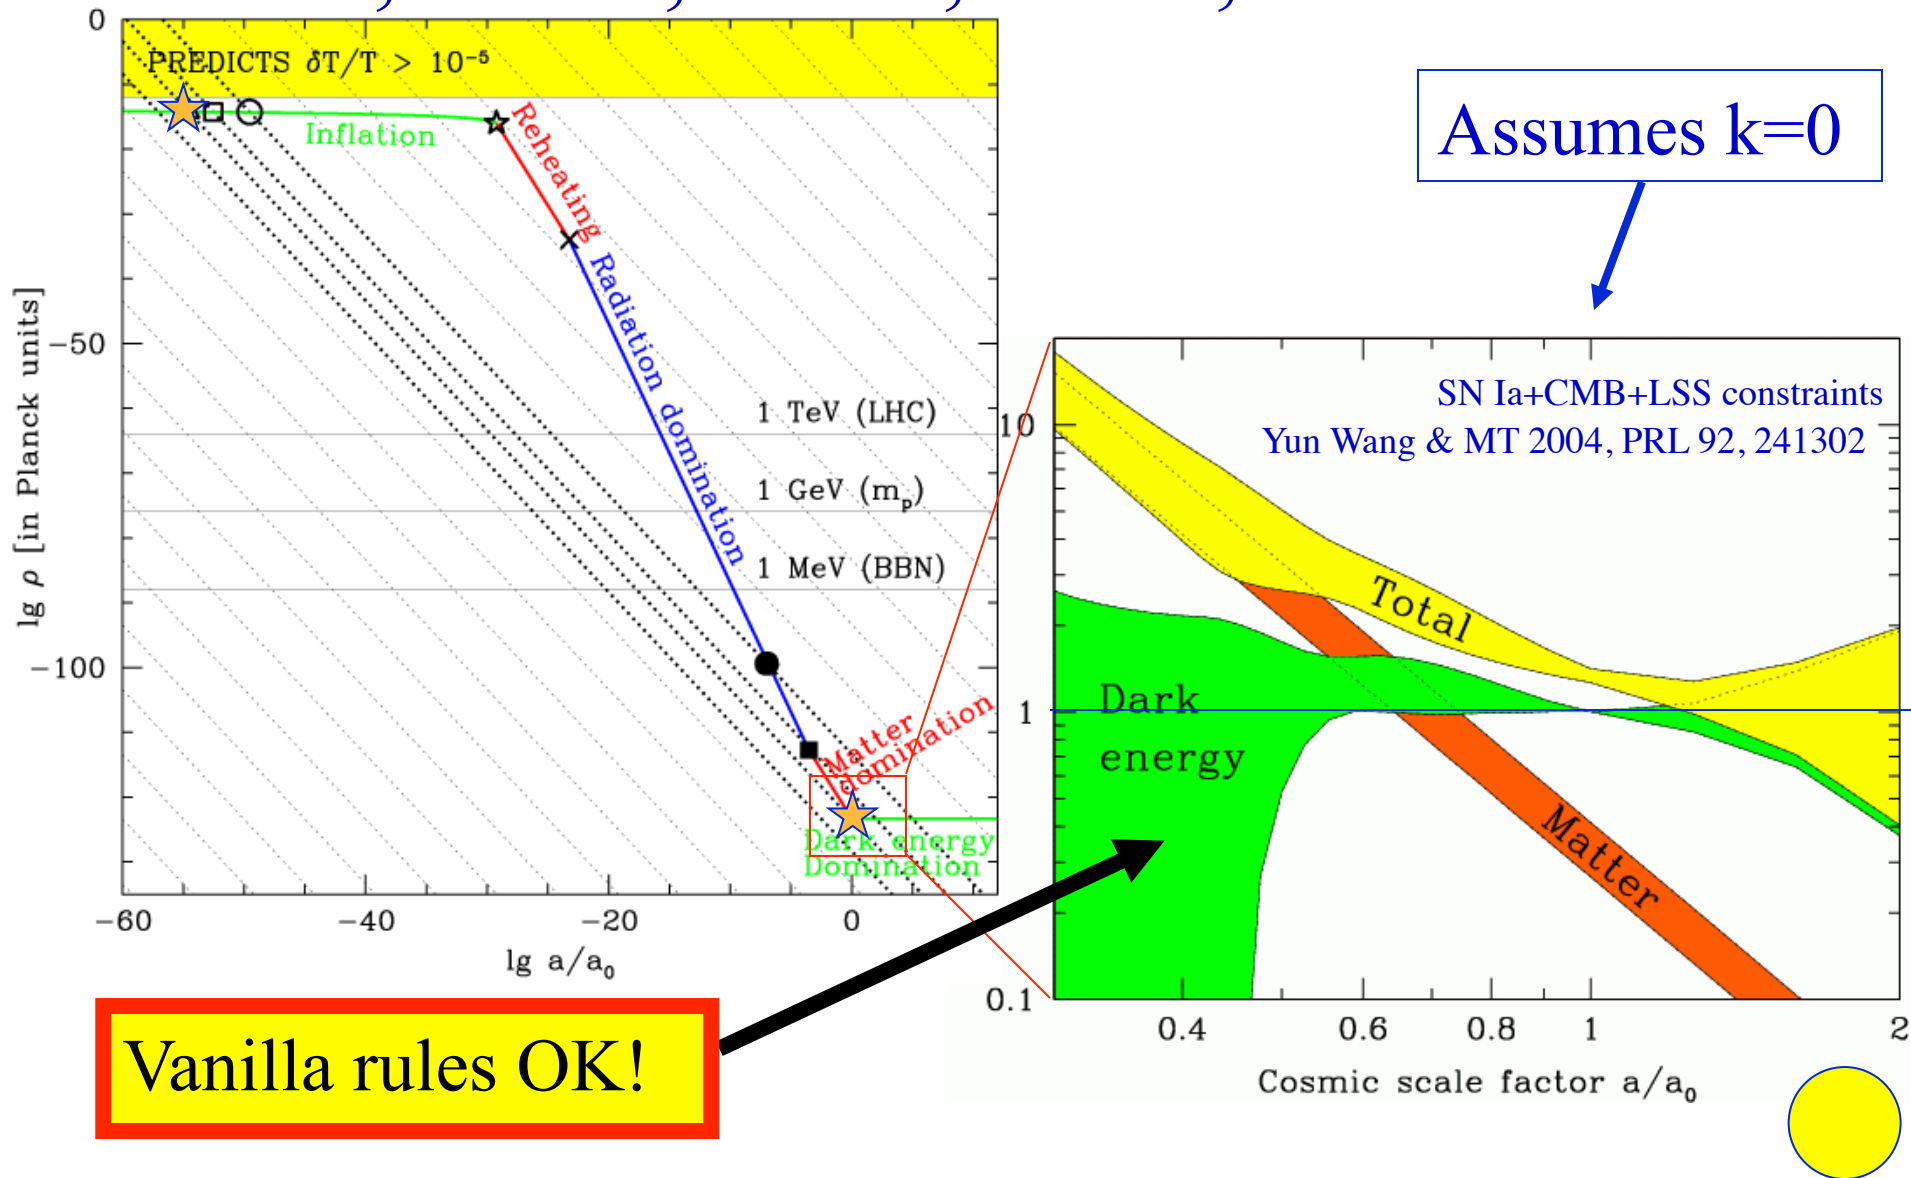 0
PREDICTS δT/T > 10⁻⁵
Inflation
Reheating
Radiation domination
−50
lg ρ [in Planck units]
1 TeV (LHC)
1 GeV (mₚ)
1 MeV (BBN)
−100
Matter
domination
Dark energy
Domination
−60 −40 −20 0
lg a/a₀
Vanilla rules OK!
Assumes k=0
SN Ia+CMB+LSS constraints
Yun Wang & MT 2004, PRL 92, 241302
10
Total
1
Dark
energy
Matter
0.1
0.4 0.6 0.8 1 2
Cosmic scale factor a/a₀